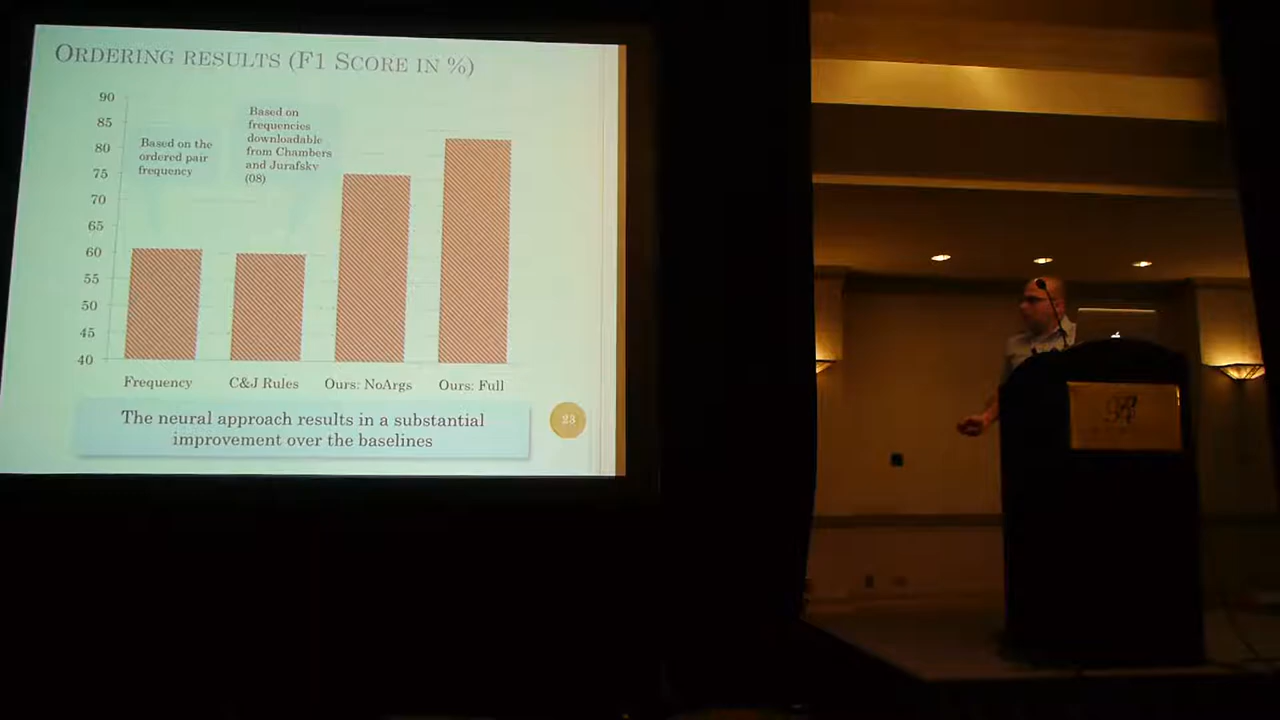 ORDERING RESULTS (F1 SCORE IN %)
90
85
80
75
70
65
60
55
50
45
40
Based on the
ordered pair
frequency
Based on
frequencies
downloadable
from Chambers
and Jurafsky
(08)
Frequency
C&J Rules
Ours: NoArgs
Ours: Full
The neural approach results in a substantial
improvement over the baselines
23